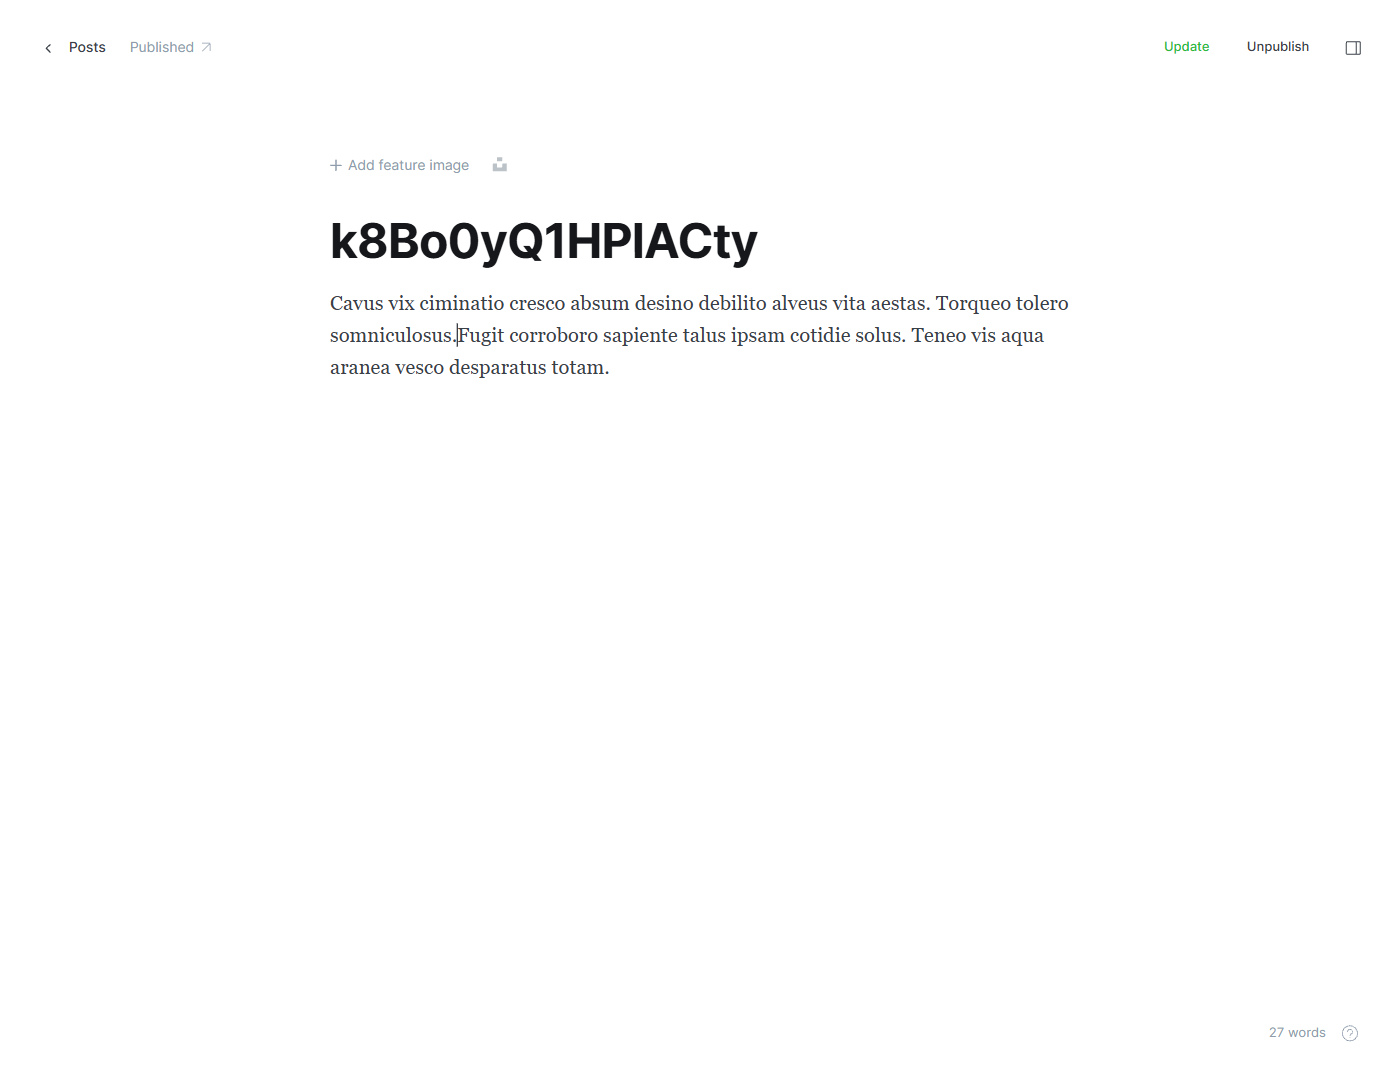 Posts Published Update Unpublish
Add feature image
k8Bo0yQ1HPIACty
Cavus vix ciminatio cresco absum desino debilito alveus vita aestas. Torqueo tolero
somniculosus.Fugit corroboro sapiente talus ipsam cotidie solus. Teneo vis aqua
aranea vesco desparatus totam.
27 words